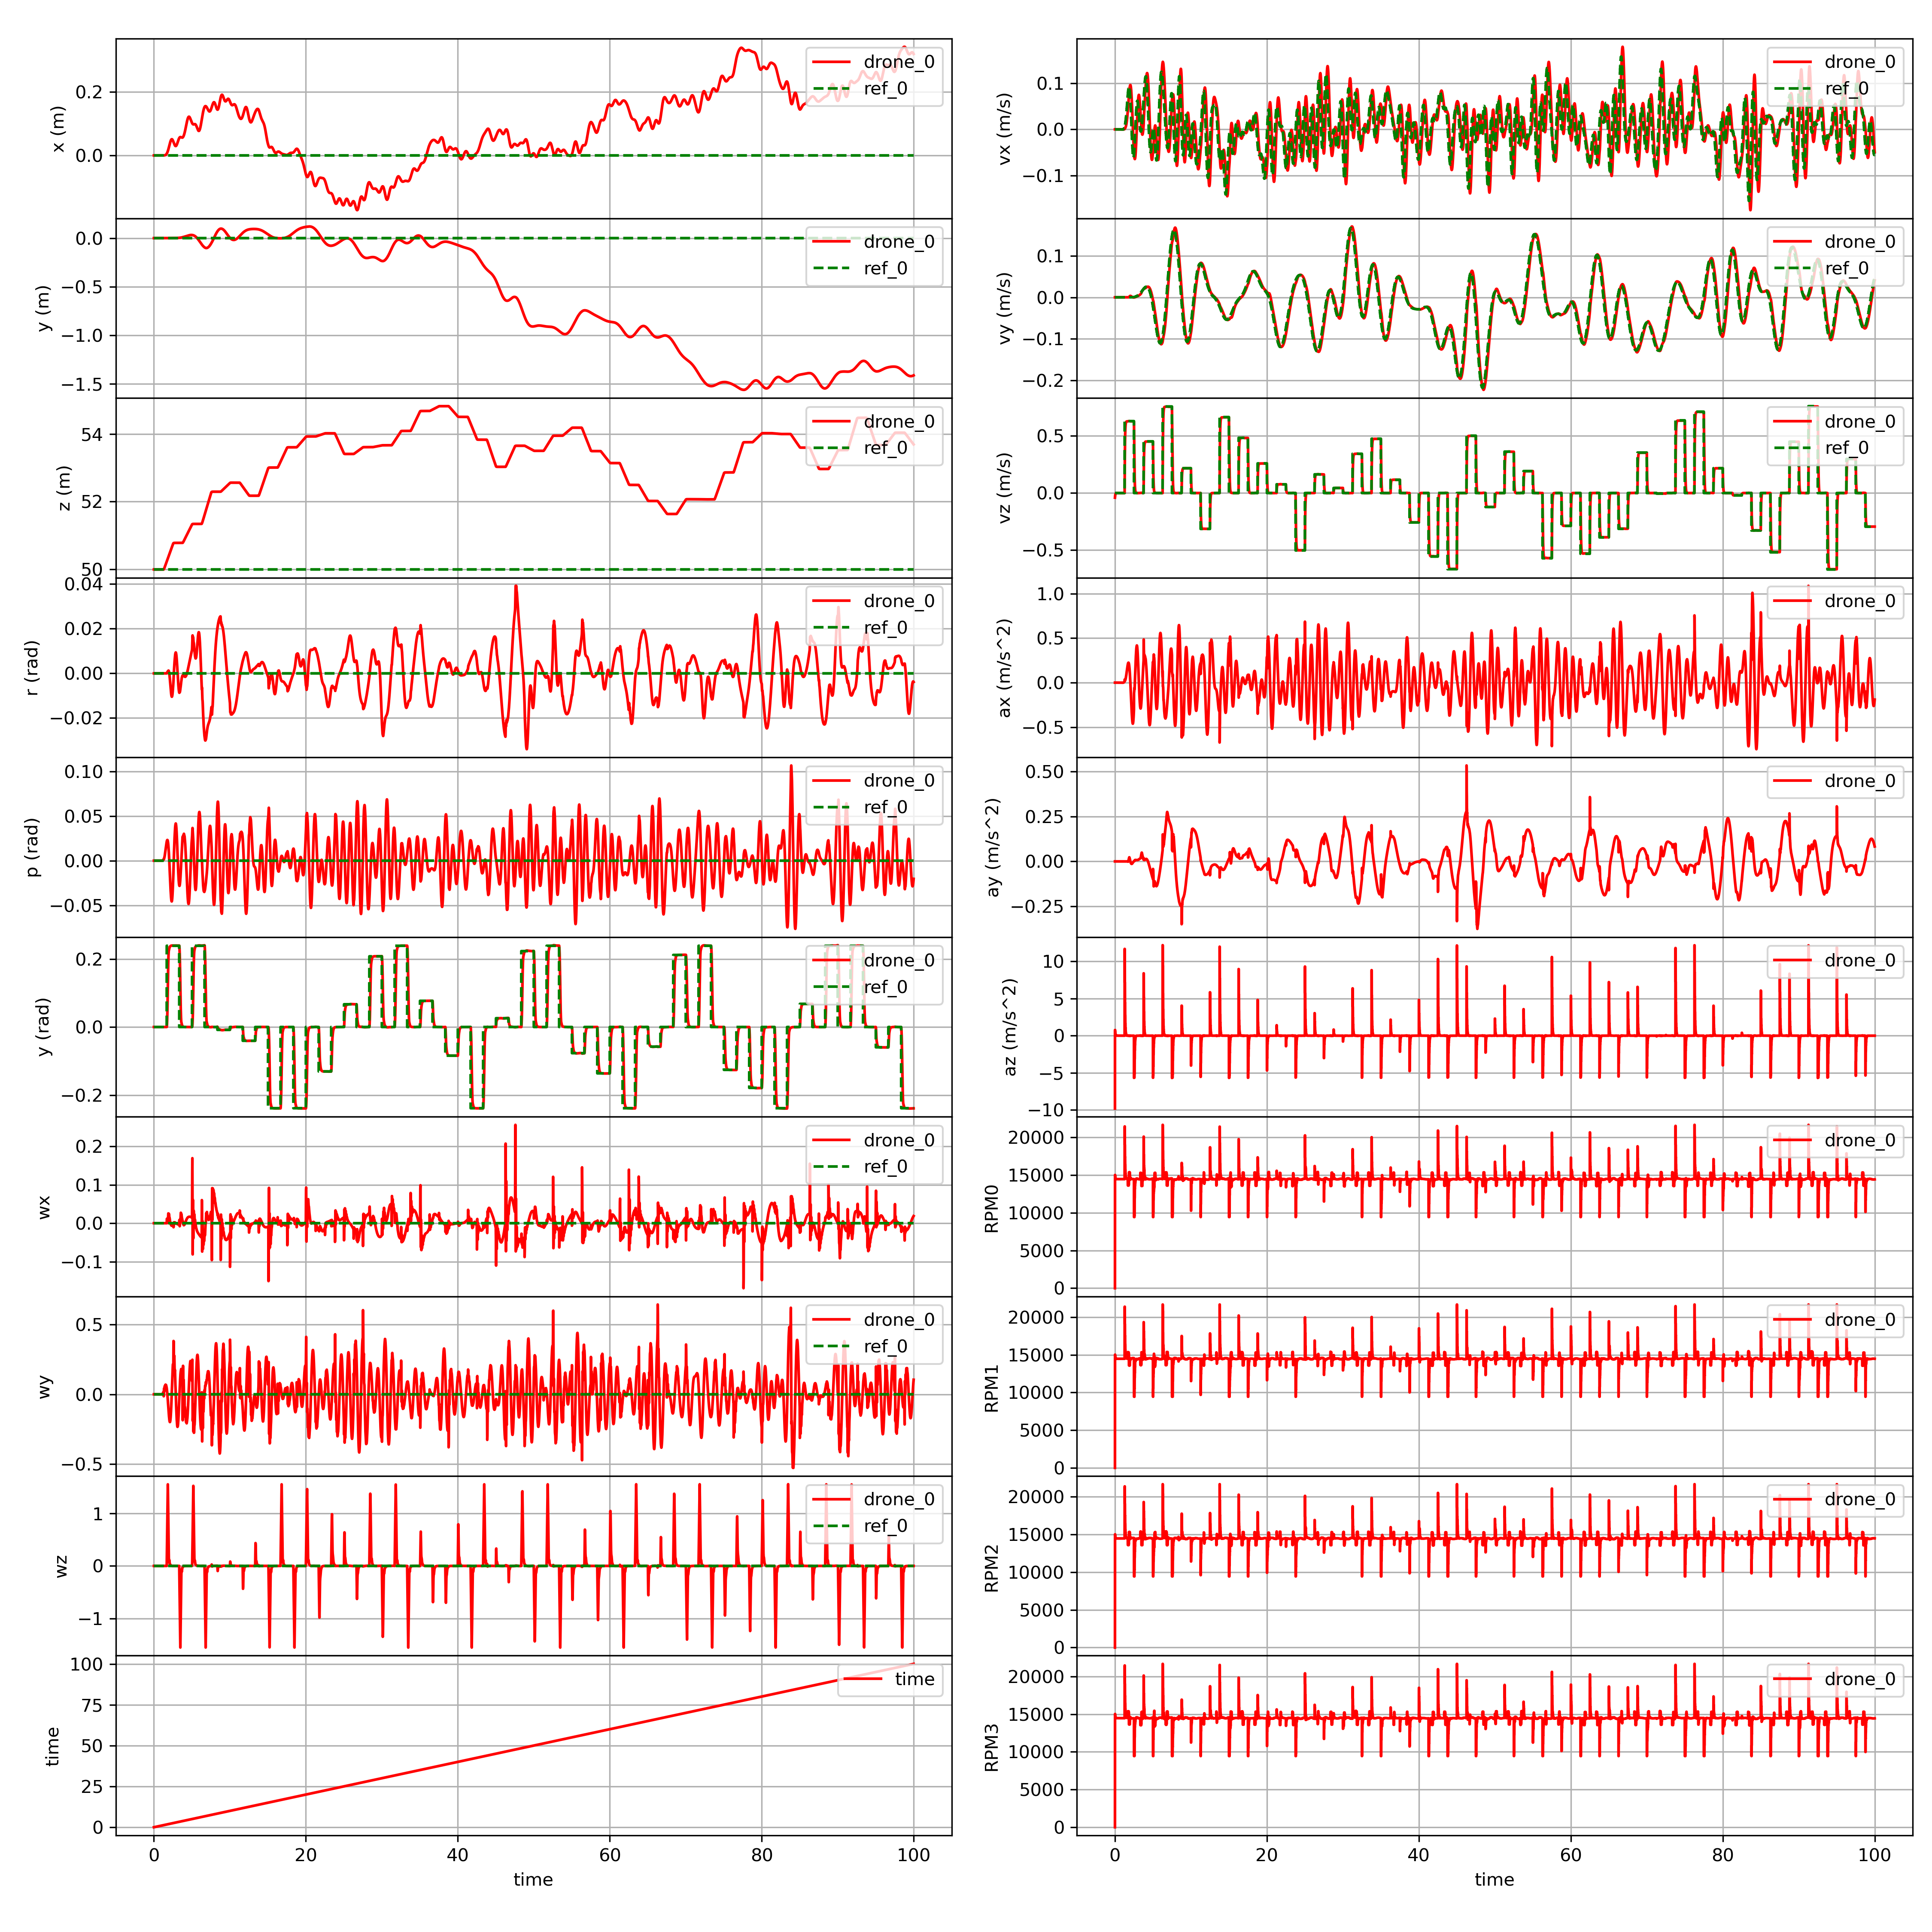 x (m)
0.2
0.0
drone_0
ref_0
y (m)
0.0
−0.5
−1.0
−1.5
drone_0
ref_0
z (m)
54
52
50
drone_0
ref_0
r (rad)
0.04
0.02
0.00
−0.02
drone_0
ref_0
p (rad)
0.10
0.05
0.00
−0.05
drone_0
ref_0
y (rad)
0.2
0.0
−0.2
drone_0
ref_0
wx
0.2
0.1
0.0
−0.1
drone_0
ref_0
wy
0.5
0.0
−0.5
drone_0
ref_0
wz
1
0
−1
drone_0
ref_0
time
100
75
50
25
0
time
0 20 40 60 80 100
time
vx (m/s)
0.1
0.0
−0.1
drone_0
ref_0
vy (m/s)
0.1
0.0
−0.1
−0.2
drone_0
ref_0
vz (m/s)
0.5
0.0
−0.5
drone_0
ref_0
ax (m/s^2)
1.0
0.5
0.0
−0.5
drone_0
ay (m/s^2)
0.50
0.25
0.00
−0.25
drone_0
az (m/s^2)
10
5
0
−5
−10
drone_0
RPM0
20000
15000
10000
5000
0
drone_0
RPM1
20000
15000
10000
5000
0
drone_0
RPM2
20000
15000
10000
5000
0
drone_0
RPM3
20000
15000
10000
5000
0
drone_0
0 20 40 60 80 100
time